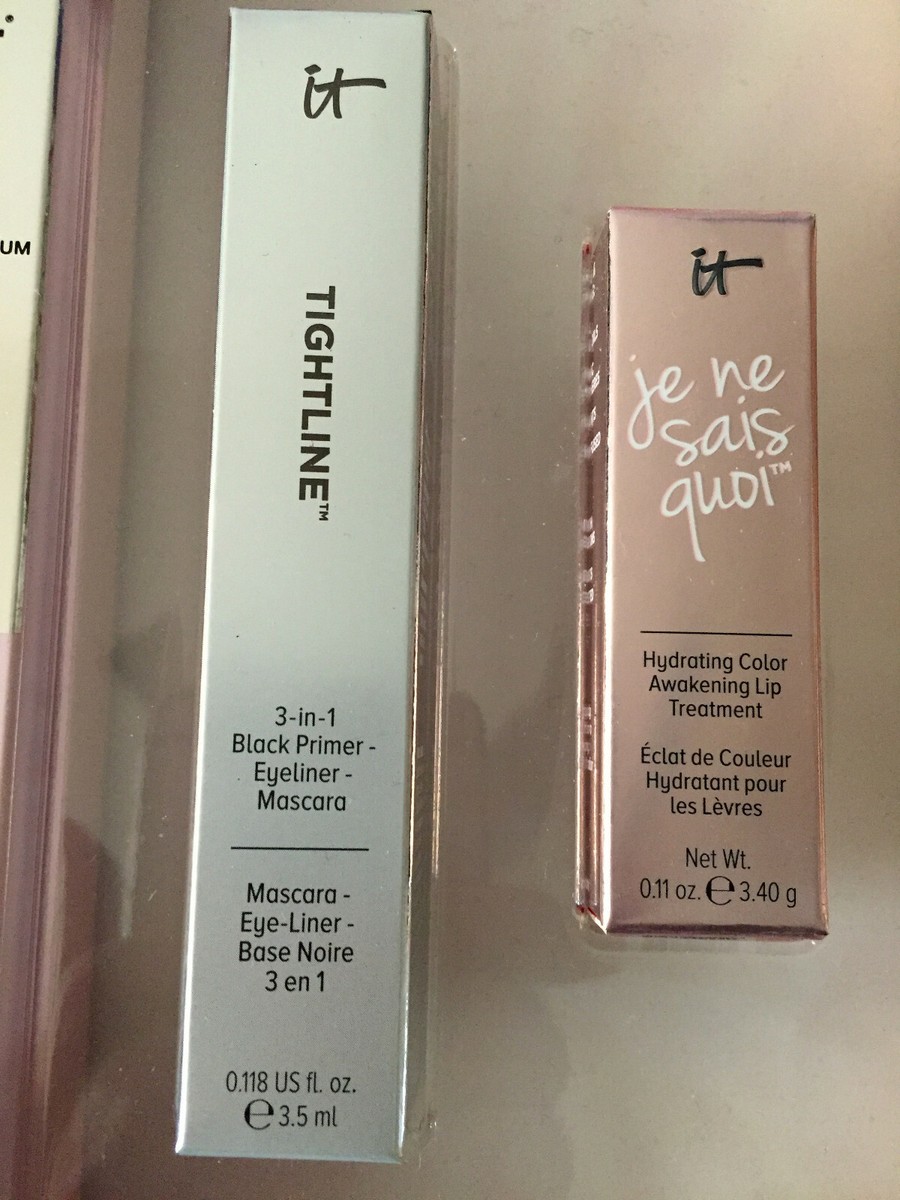 UM
it
TIGHTLINE™
3-in-1
Black Primer -
Eyeliner -
Mascara
Mascara -
Eye-Liner -
Base Noire
3 en 1
0.118 US fl. oz.
℮ 3.5 ml
it
je ne
sais
quoi™
Hydrating Color
Awakening Lip
Treatment
Éclat de Couleur
Hydratant pour
les Lèvres
Net Wt.
0.11 oz. ℮ 3.40 g